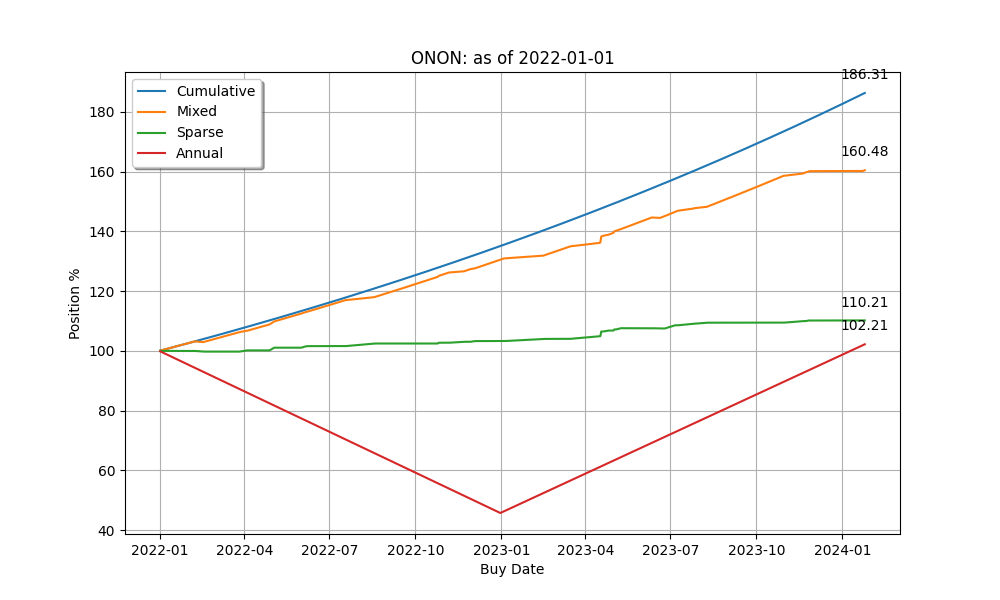 ONON: as of 2022-01-01
Cumulative
Mixed
Sparse
Annual
186.31
160.48
110.21
102.21
Position %
180
160
140
120
100
80
60
40
2022-01 2022-04 2022-07 2022-10 2023-01 2023-04 2023-07 2023-10 2024-01
Buy Date